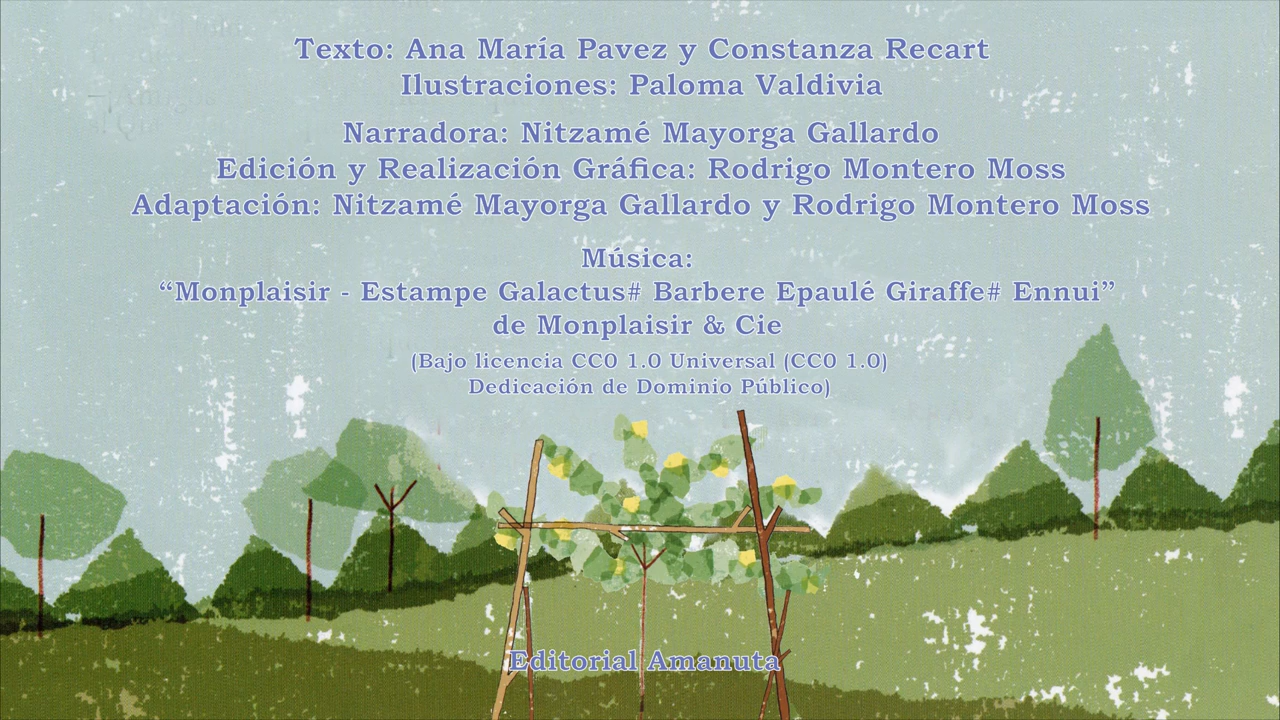 Texto: Ana María Pavez y Constanza Recart
Ilustraciones: Paloma Valdivia
Narradora: Nitzamé Mayorga Gallardo
Edición y Realización Gráfica: Rodrigo Montero Moss
Adaptación: Nitzamé Mayorga Gallardo y Rodrigo Montero Moss
Música:
“Monplaisir - Estampe Galactus# Barbere Epaulé Giraffe# Ennui”
de Monplaisir & Cie
(Bajo licencia CC0 1.0 Universal (CC0 1.0)
Dedicación de Dominio Público)
Editorial Amanuta